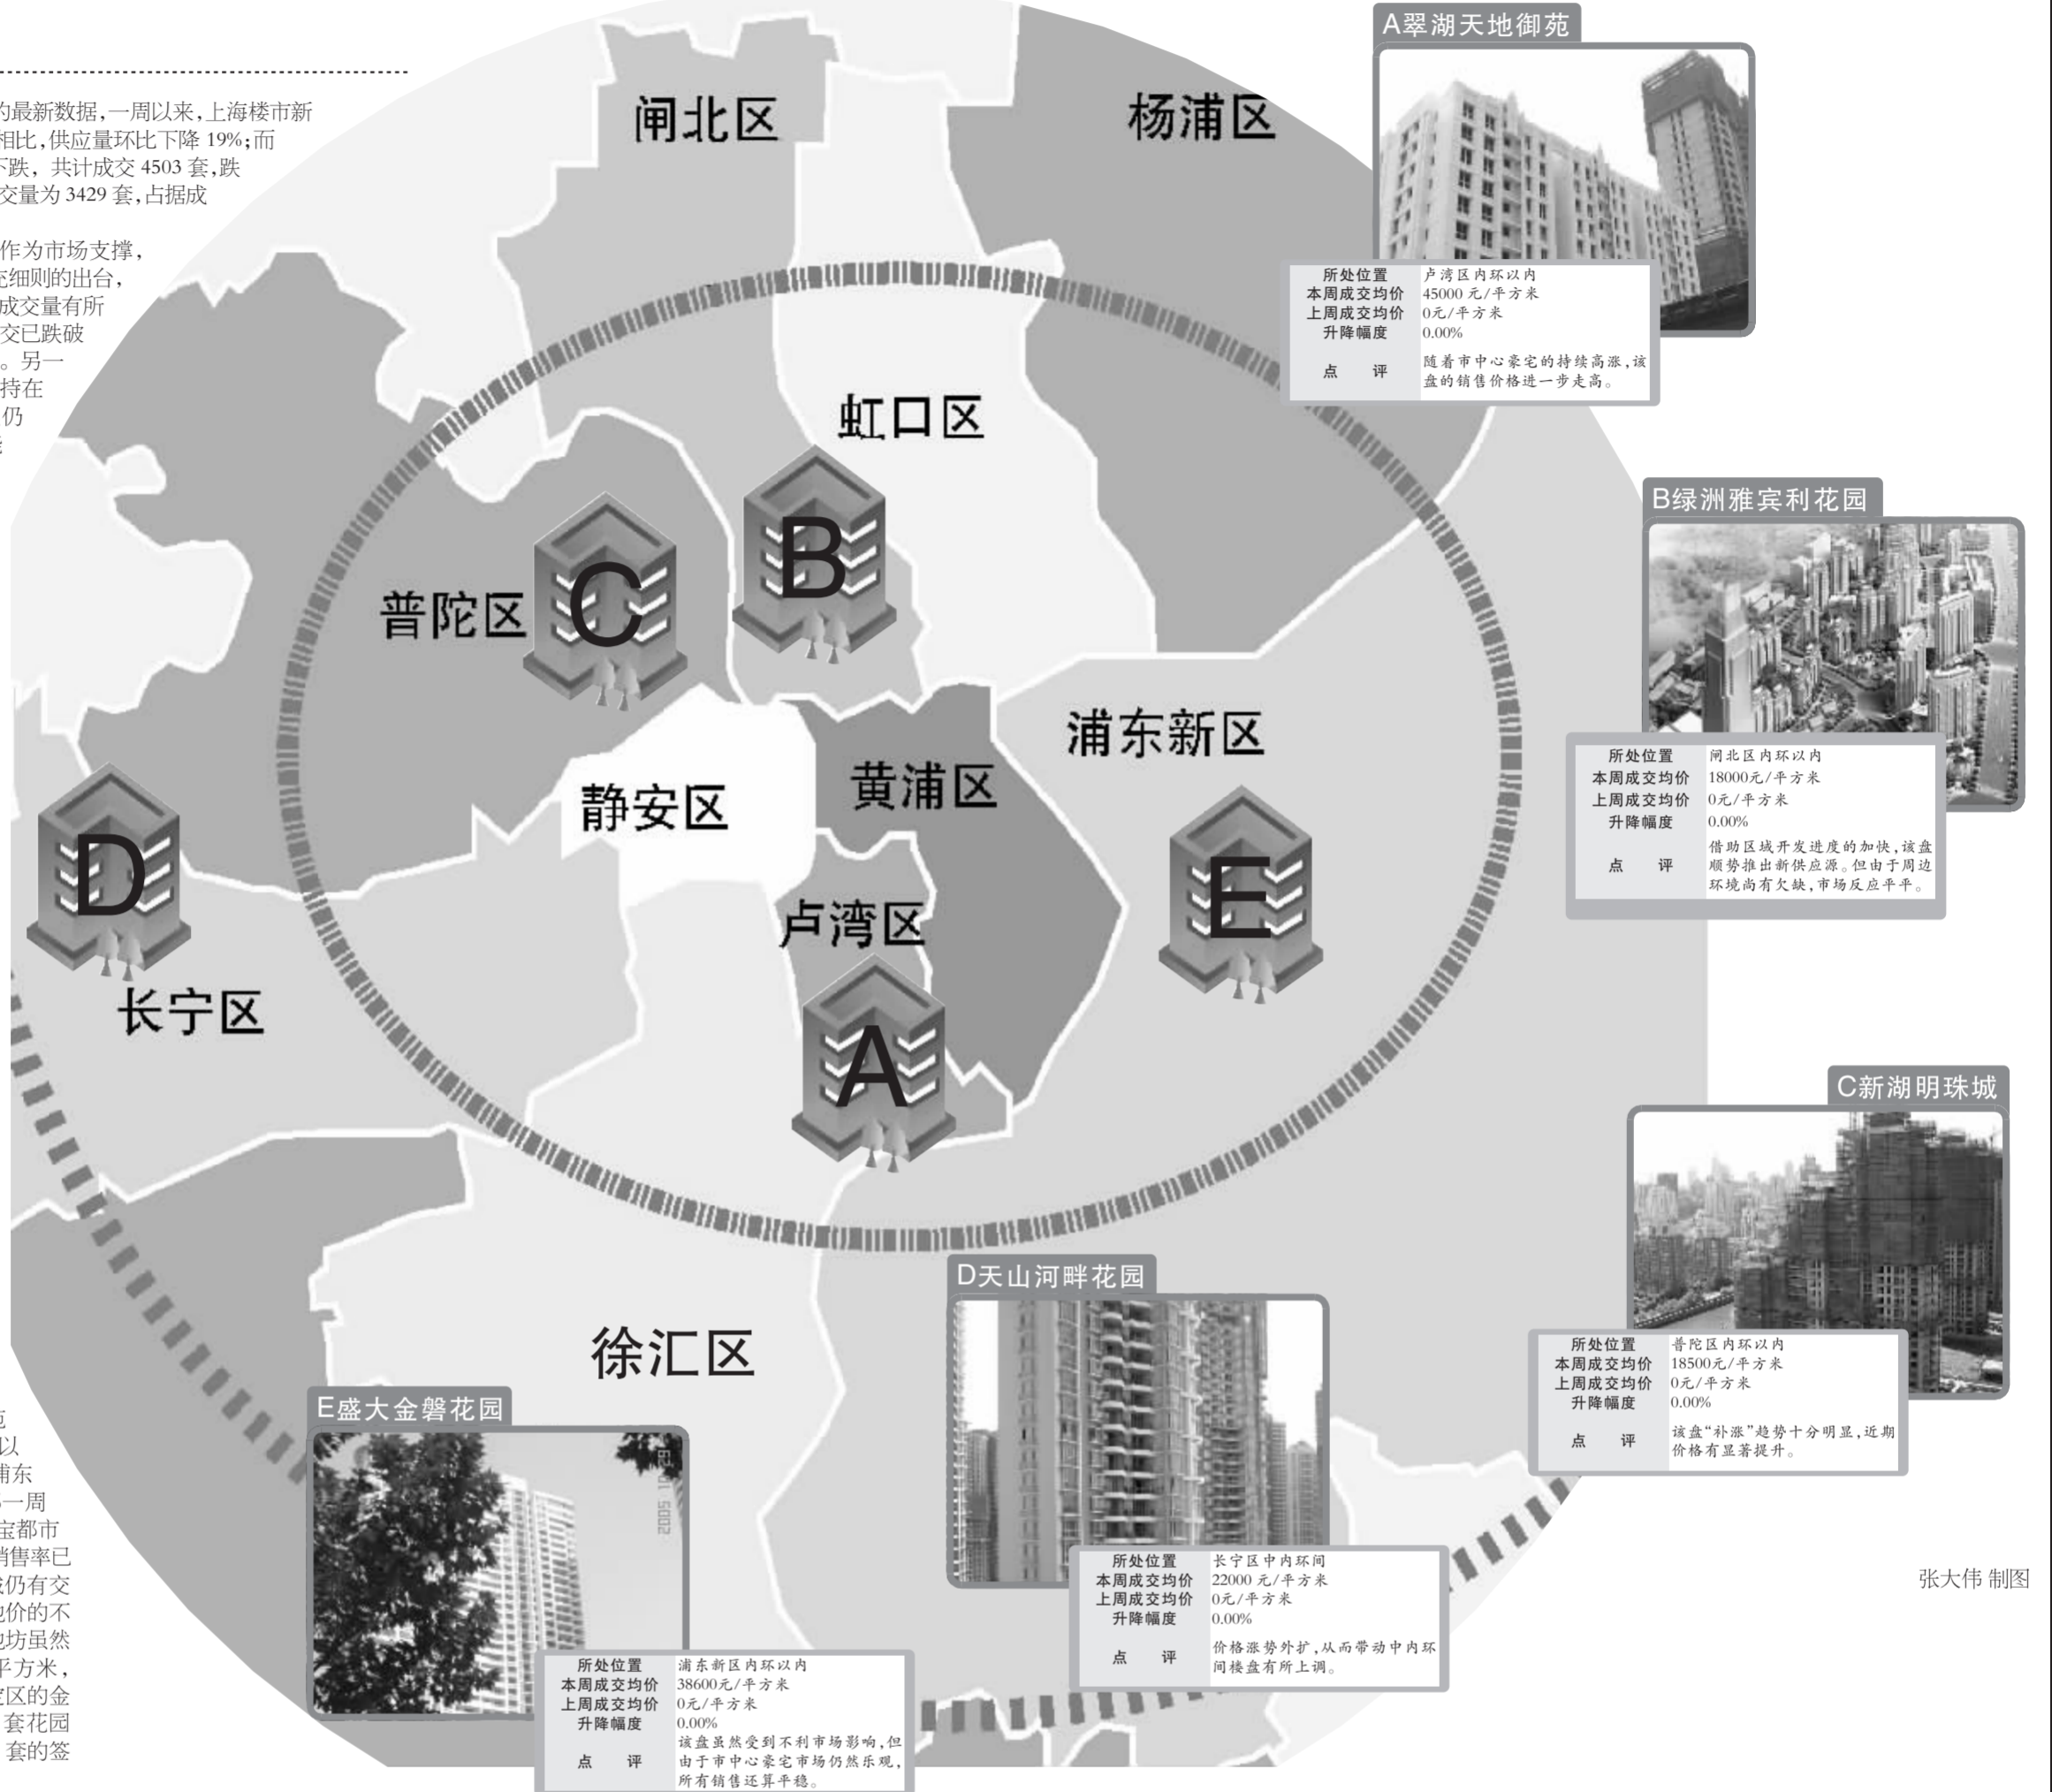 的最新数据,一周以来,上海楼市新
相比,供应量环比下降 19%;而
下跌, 共计成交 4503 套,跌
交量为 3429 套,占据成
作为市场支撑,
充细则的出台,
成交量有所
交已跌破
。另一
持在
仍
闸北区
杨浦区
虹口区
普陀区
浦东新区
静安区
黄浦区
卢湾区
长宁区
徐汇区
C
B
D
E
A
A翠湖天地御苑
所处位置 卢湾区内环以内
本周成交均价 45000 元/平方米
上周成交均价 0元/平方米
升降幅度 0.00%
点 评 随着市中心豪宅的持续高涨,该
盘的销售价格进一步走高。
B绿洲雅宾利花园
所处位置 闸北区内环以内
本周成交均价 18000元/平方米
上周成交均价 0元/平方米
升降幅度 0.00%
点 评 借助区域开发进度的加快,该盘
顺势推出新供应源。但由于周边
环境尚有欠缺,市场反应平平。
C新湖明珠城
所处位置 普陀区内环以内
本周成交均价 18500元/平方米
上周成交均价 0元/平方米
升降幅度 0.00%
点 评 该盘“补涨”趋势十分明显,近期
价格有显著提升。
D天山河畔花园
所处位置 长宁区中内环间
本周成交均价 22000 元/平方米
上周成交均价 0元/平方米
升降幅度 0.00%
点 评 价格涨势外扩,从而带动中内环
间楼盘有所上调。
E盛大金磐花园
所处位置 浦东新区内环以内
本周成交均价 38600元/平方米
上周成交均价 0元/平方米
升降幅度 0.00%
点 评 该盘虽然受到不利市场影响,但
由于市中心豪宅市场仍然乐观,
所有销售还算平稳。
以
浦东
一周
宝都市
销售率已
成仍有交
地价的不
地坊虽然
平方米,
定区的金
套花园
套的签
张大伟 制图